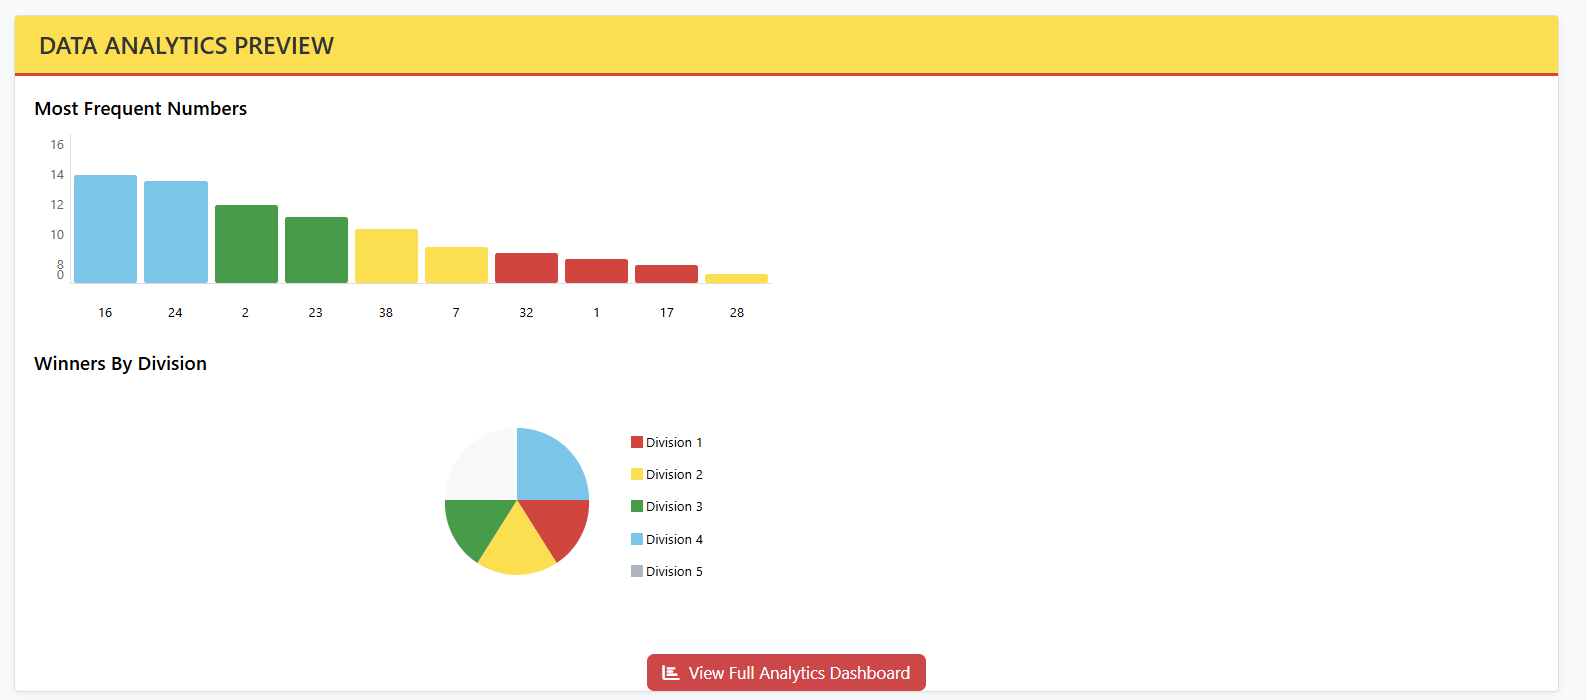 DATA ANALYTICS PREVIEW
Most Frequent Numbers
16
14
12
10
8
0
16 24 2 23 38 7 32 1 17 28
Winners By Division
Division 1
Division 2
Division 3
Division 4
Division 5
View Full Analytics Dashboard